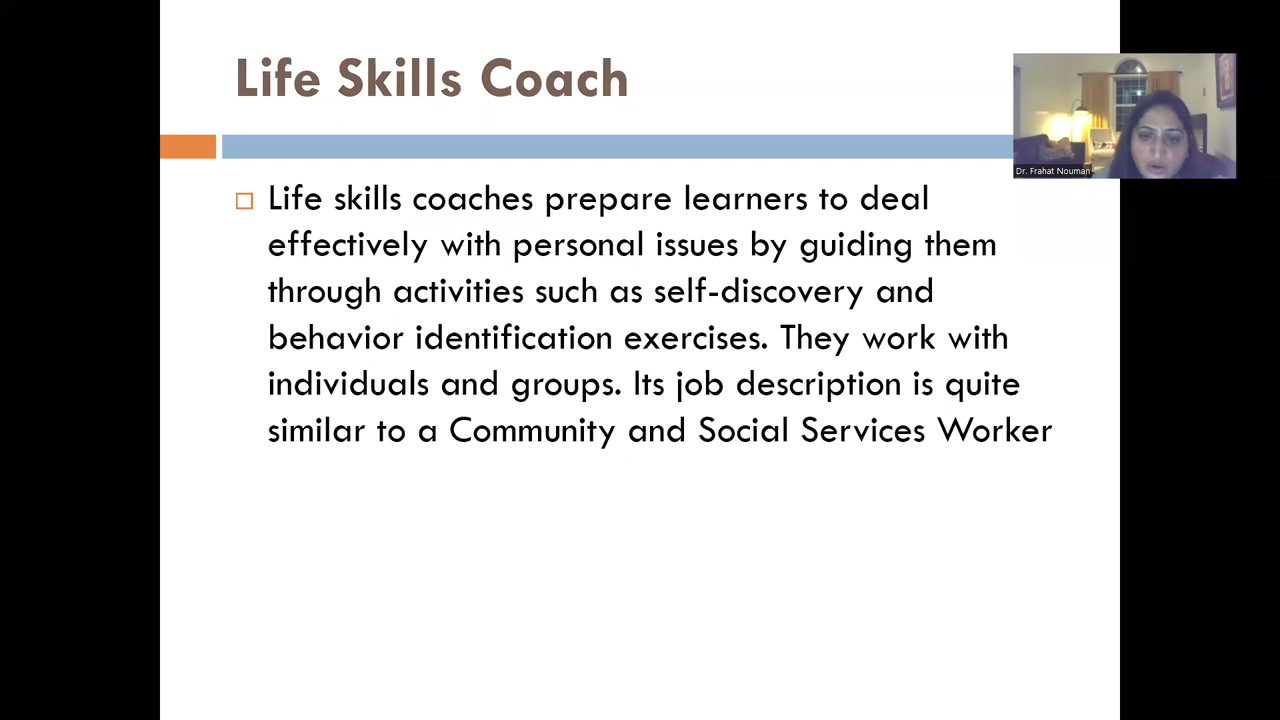 Life Skills Coach
Dr. Frahat Nouman
Life skills coaches prepare learners to deal
effectively with personal issues by guiding them
through activities such as self-discovery and
behavior identification exercises. They work with
individuals and groups. Its job description is quite
similar to a Community and Social Services Worker